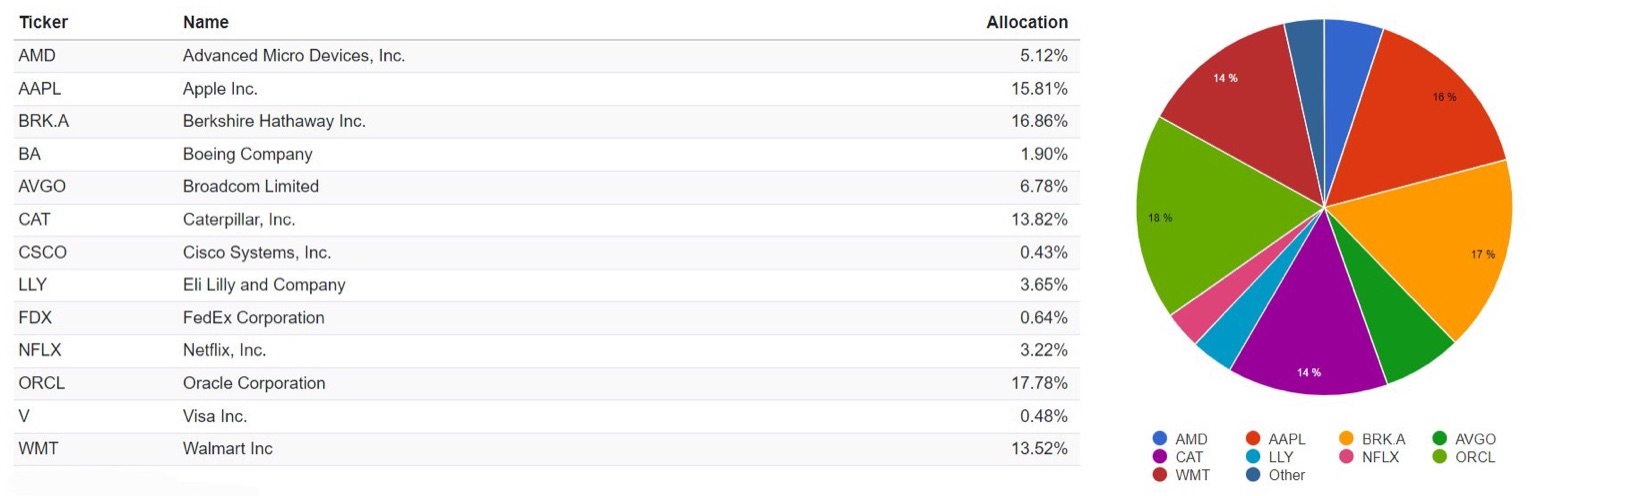 Ticker Name Allocation
AMD Advanced Micro Devices, Inc. 5.12%
AAPL Apple Inc. 15.81%
BRK.A Berkshire Hathaway Inc. 16.86%
BA Boeing Company 1.90%
AVGO Broadcom Limited 6.78%
CAT Caterpillar, Inc. 13.82%
CSCO Cisco Systems, Inc. 0.43%
LLY Eli Lilly and Company 3.65%
FDX FedEx Corporation 0.64%
NFLX Netflix, Inc. 3.22%
ORCL Oracle Corporation 17.78%
V Visa Inc. 0.48%
WMT Walmart Inc 13.52%
14 %
16 %
18 %
17 %
14 %
AMD AAPL BRK.A AVGO
CAT LLY NFLX ORCL
WMT Other